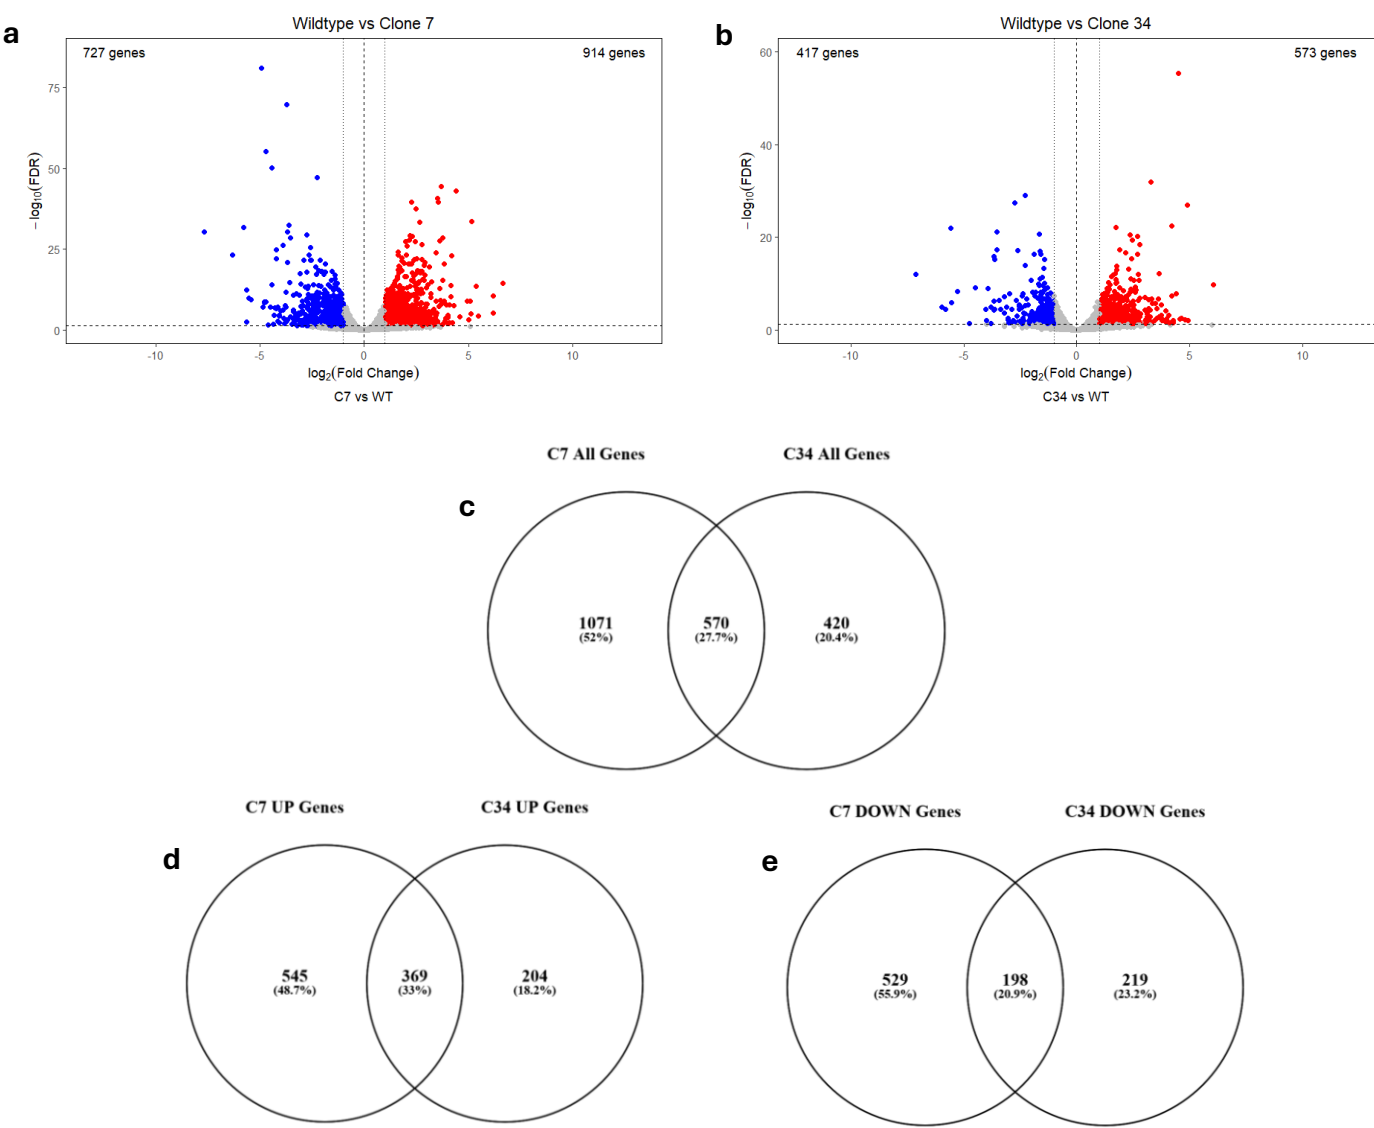 a
Wildtype vs Clone 7
727 genes
914 genes
75
50
25
0
−log10(FDR)
-10 -5 0 5 10
log2(Fold Change)
C7 vs WT
b
Wildtype vs Clone 34
417 genes
573 genes
60
40
20
0
−log10(FDR)
-10 -5 0 5 10
log2(Fold Change)
C34 vs WT
c
C7 All Genes
C34 All Genes
1071
(52%)
570
(27.7%)
420
(20.4%)
d
C7 UP Genes
C34 UP Genes
545
(48.7%)
369
(33%)
204
(18.2%)
e
C7 DOWN Genes
C34 DOWN Genes
529
(55.9%)
198
(20.9%)
219
(23.2%)